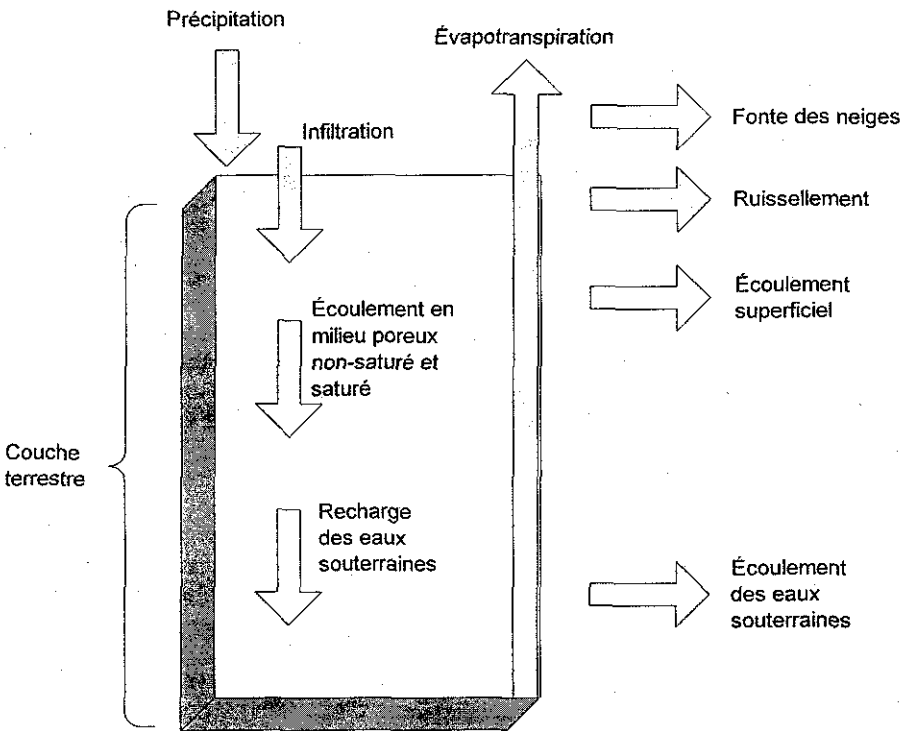 Précipitation
Évapotranspiration
Fonte des neiges
Infiltration
Ruissellement
Écoulement
superficiel
Écoulement en
milieu poreux
non-saturé et
saturé
Couche
terrestre
Recharge
des eaux
souterraines
Écoulement
des eaux
souterraines